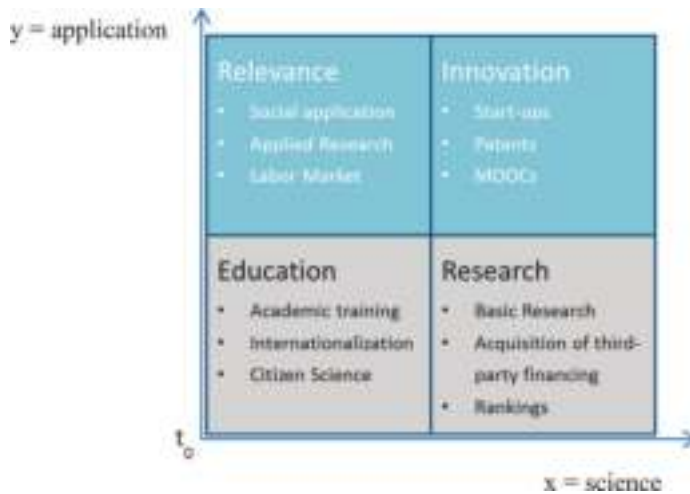 y = application
Relevance
• Social application
• Applied Research
• Labor Market
Innovation
• Start-ups
• Patents
• MOOCs
Education
• Academic training
• Internationalization
• Citizen Science
Research
• Basic Research
• Acquisition of third-
party financing
• Rankings
t₀
x = science